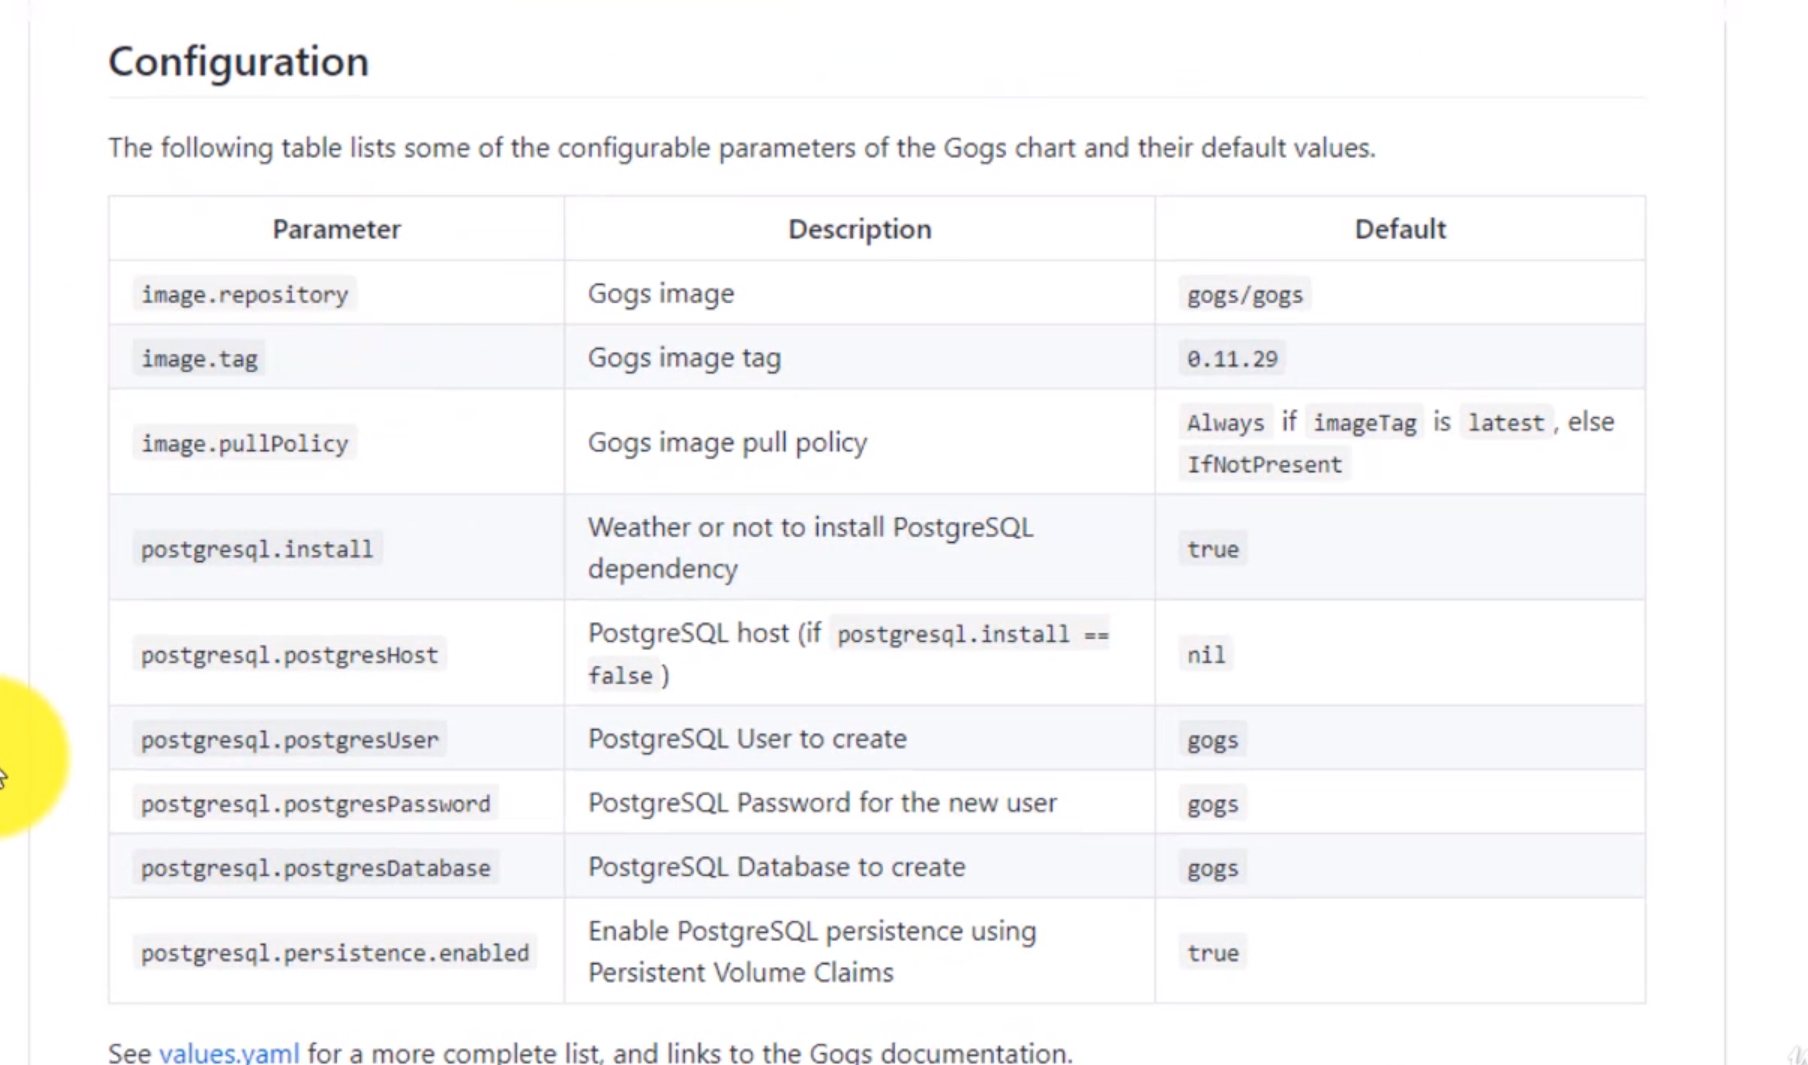 Configuration
The following table lists some of the configurable parameters of the Gogs chart and their default values.
Parameter Description Default
image.repository Gogs image gogs/gogs
image.tag Gogs image tag 0.11.29
image.pullPolicy Gogs image pull policy Always if imageTag is latest , else
IfNotPresent
postgresql.install Weather or not to install PostgreSQL
dependency true
postgresql.postgresHost PostgreSQL host (if postgresql.install ==
false ) nil
postgresql.postgresUser PostgreSQL User to create gogs
postgresql.postgresPassword PostgreSQL Password for the new user gogs
postgresql.postgresDatabase PostgreSQL Database to create gogs
postgresql.persistence.enabled Enable PostgreSQL persistence using
Persistent Volume Claims true
See values.yaml for a more complete list, and links to the Gogs documentation.